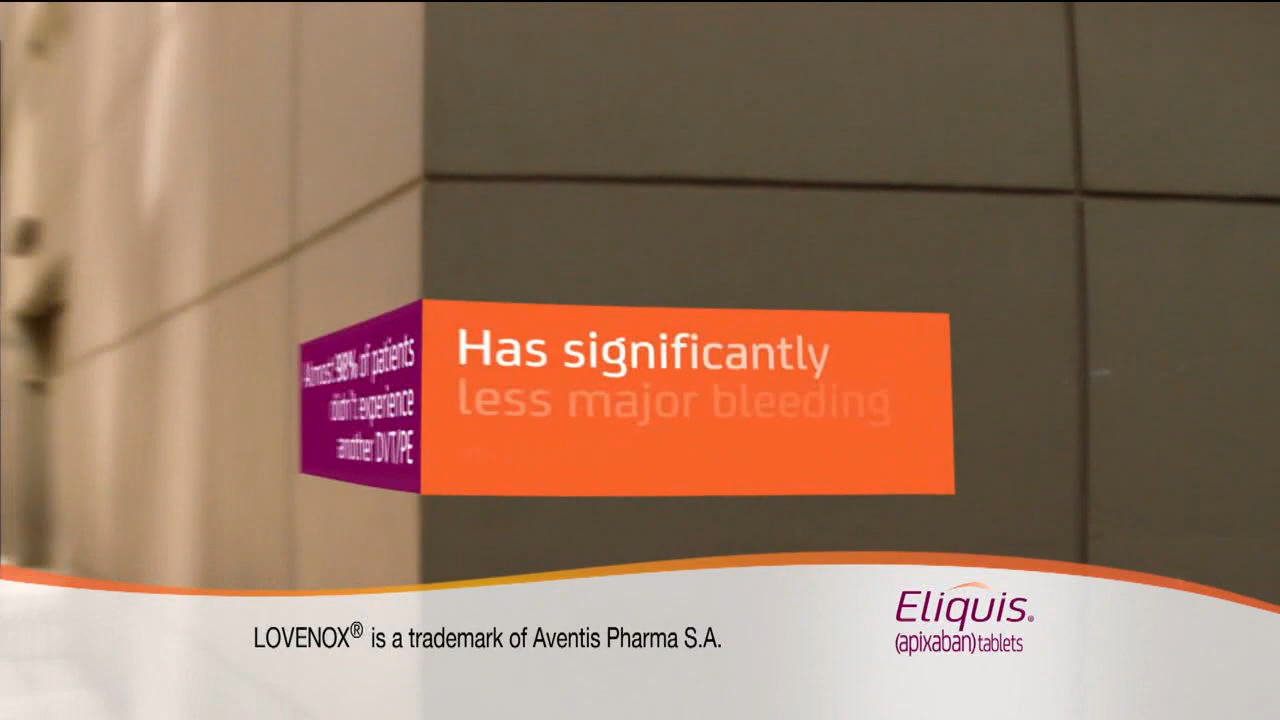 Almost 98% of patients
didn't experience
another DVT/PE
Has significantly
less major bleeding
LOVENOX® is a trademark of Aventis Pharma S.A.
Eliquis®
(apixaban) tablets